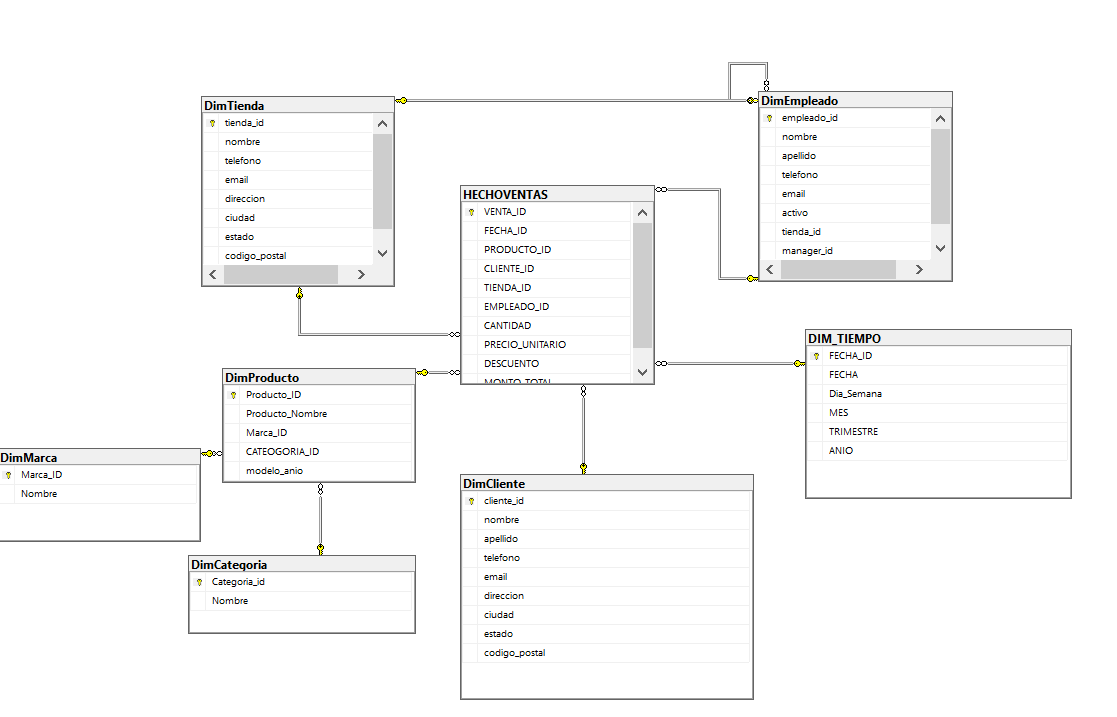 DimTienda
tienda_id
nombre
telefono
email
direccion
ciudad
estado
codigo_postal
DimEmpleado
empleado_id
nombre
apellido
telefono
email
activo
tienda_id
manager_id
HECHOVENTAS
VENTA_ID
FECHA_ID
PRODUCTO_ID
CLIENTE_ID
TIENDA_ID
EMPLEADO_ID
CANTIDAD
PRECIO_UNITARIO
DESCUENTO
MONTO_TOTAL
DIM_TIEMPO
FECHA_ID
FECHA
Dia_Semana
MES
TRIMESTRE
ANIO
DimProducto
Producto_ID
Producto_Nombre
Marca_ID
CATEOGORIA_ID
modelo_anio
DimMarca
Marca_ID
Nombre
DimCategoria
Categoria_id
Nombre
DimCliente
cliente_id
nombre
apellido
telefono
email
direccion
ciudad
estado
codigo_postal